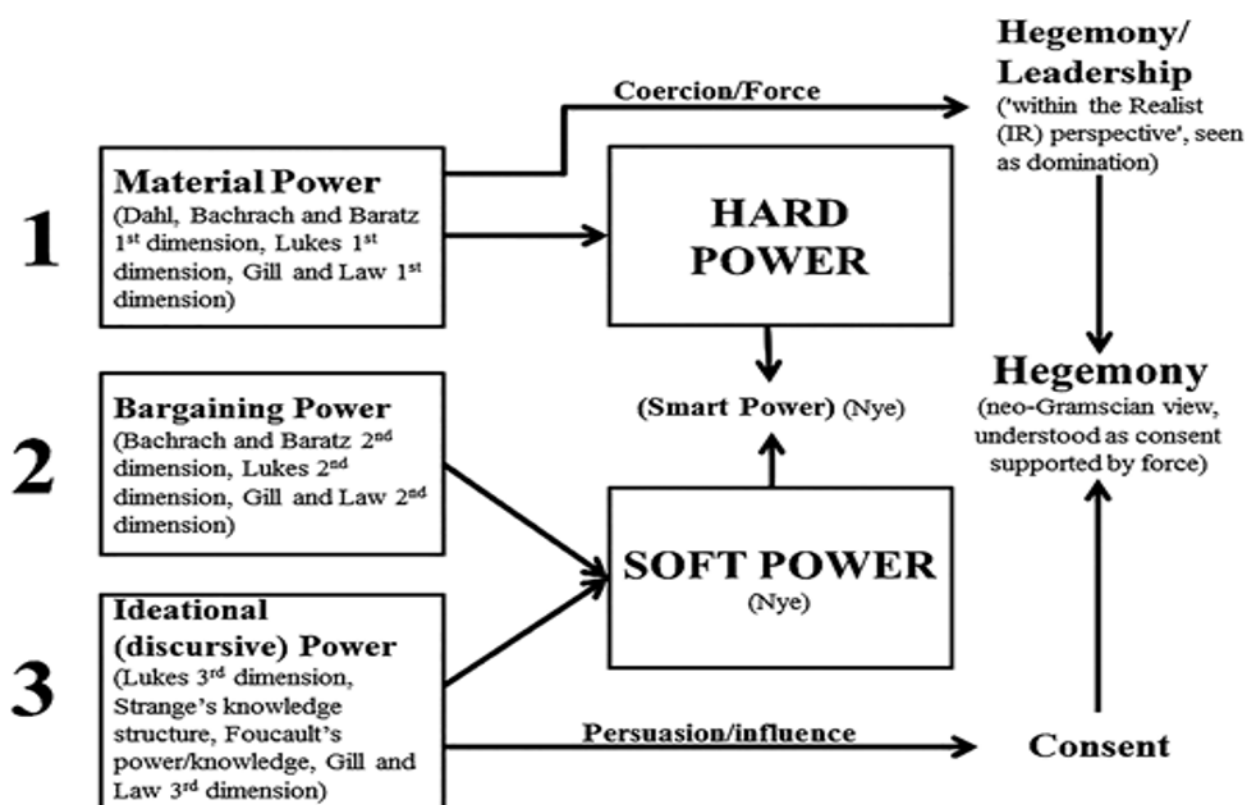 Hegemony/
Leadership
('within the Realist
(IR) perspective', seen
as domination)
Coercion/Force
1
Material Power
(Dahl, Bachrach and Baratz
1st dimension, Lukes 1st
dimension, Gill and Law 1st
dimension)
HARD
POWER
2
Bargaining Power
(Bachrach and Baratz 2nd
dimension, Lukes 2nd
dimension, Gill and Law 2nd
dimension)
(Smart Power) (Nye)
Hegemony
(neo-Gramscian view,
understood as consent
supported by force)
SOFT POWER
(Nye)
3
Ideational
(discursive) Power
(Lukes 3rd dimension,
Strange's knowledge
structure, Foucault's
power/knowledge, Gill and
Law 3rd dimension)
Persuasion/influence
Consent